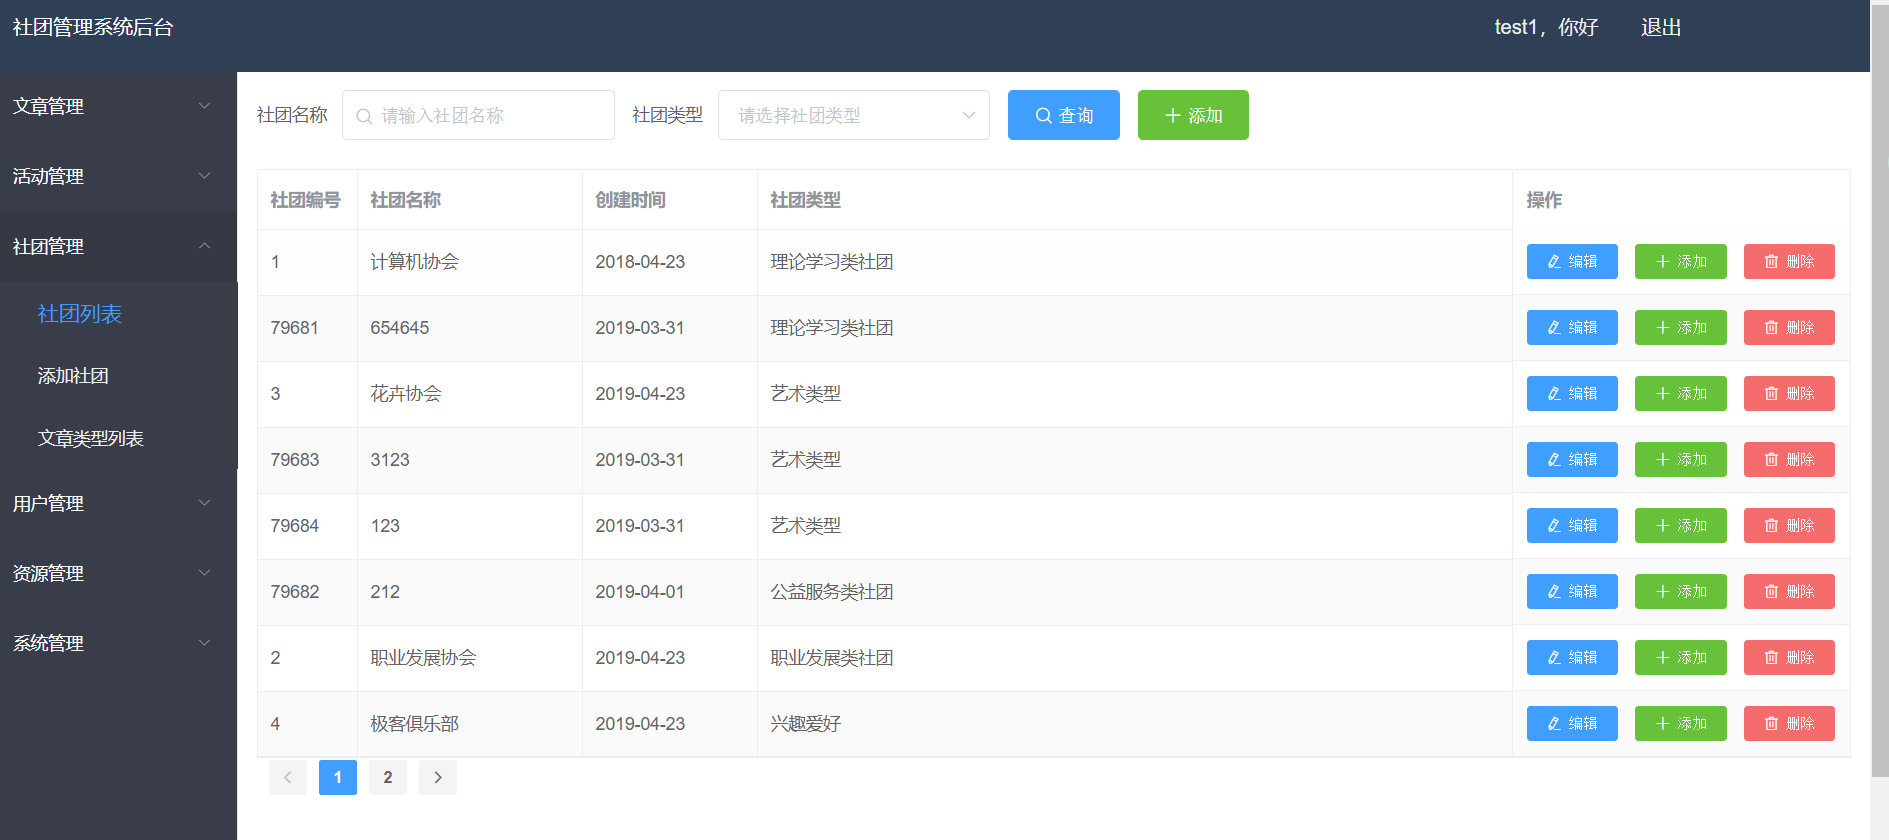 社团管理系统后台
test1，你好 退出
文章管理
活动管理
社团管理
社团列表
添加社团
文章类型列表
用户管理
资源管理
系统管理
社团名称 请输入社团名称 社团类型 请选择社团类型 查询 添加
社团编号 社团名称 创建时间 社团类型 操作
1 计算机协会 2018-04-23 理论学习类社团 编辑 添加 删除
79681 654645 2019-03-31 理论学习类社团 编辑 添加 删除
3 花卉协会 2019-04-23 艺术类型 编辑 添加 删除
79683 3123 2019-03-31 艺术类型 编辑 添加 删除
79684 123 2019-03-31 艺术类型 编辑 添加 删除
79682 212 2019-04-01 公益服务类社团 编辑 添加 删除
2 职业发展协会 2019-04-23 职业发展类社团 编辑 添加 删除
4 极客俱乐部 2019-04-23 兴趣爱好 编辑 添加 删除
1 2